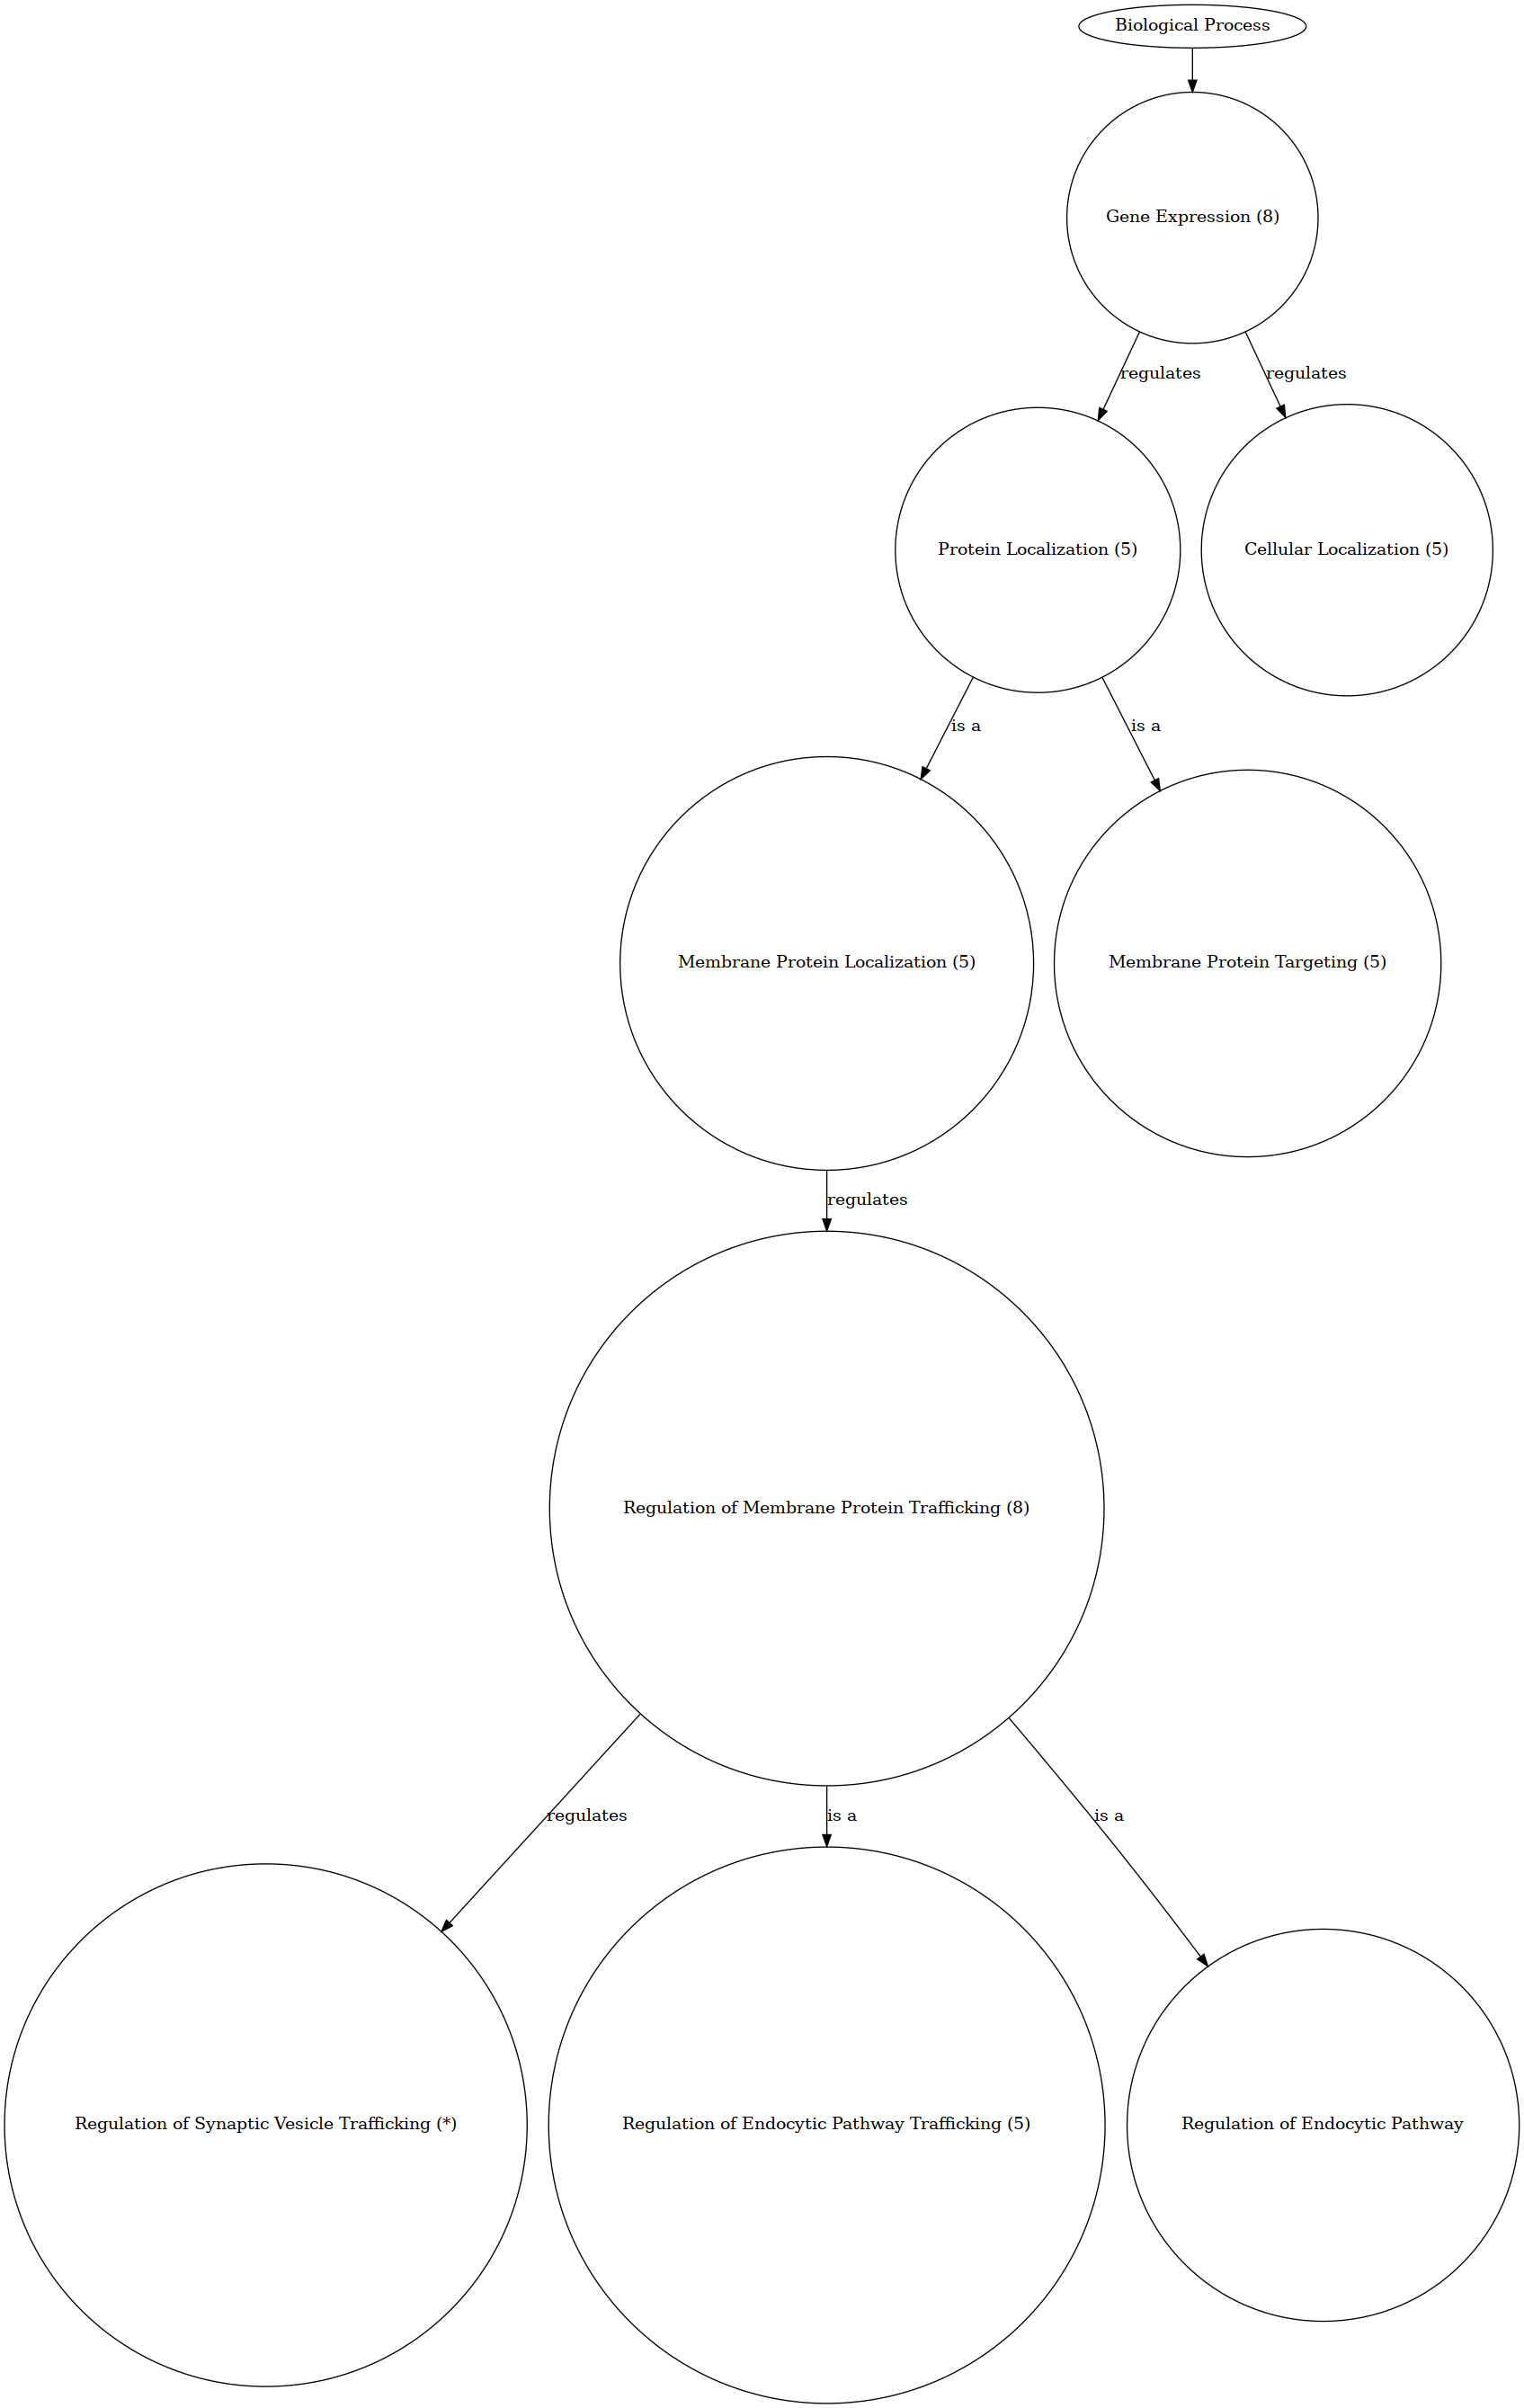 Biological Process
Gene Expression (8)
regulates
regulates
Protein Localization (5)
Cellular Localization (5)
is a
is a
Membrane Protein Localization (5)
Membrane Protein Targeting (5)
regulates
Regulation of Membrane Protein Trafficking (8)
regulates
is a
is a
Regulation of Synaptic Vesicle Trafficking (*)
Regulation of Endocytic Pathway Trafficking (5)
Regulation of Endocytic Pathway